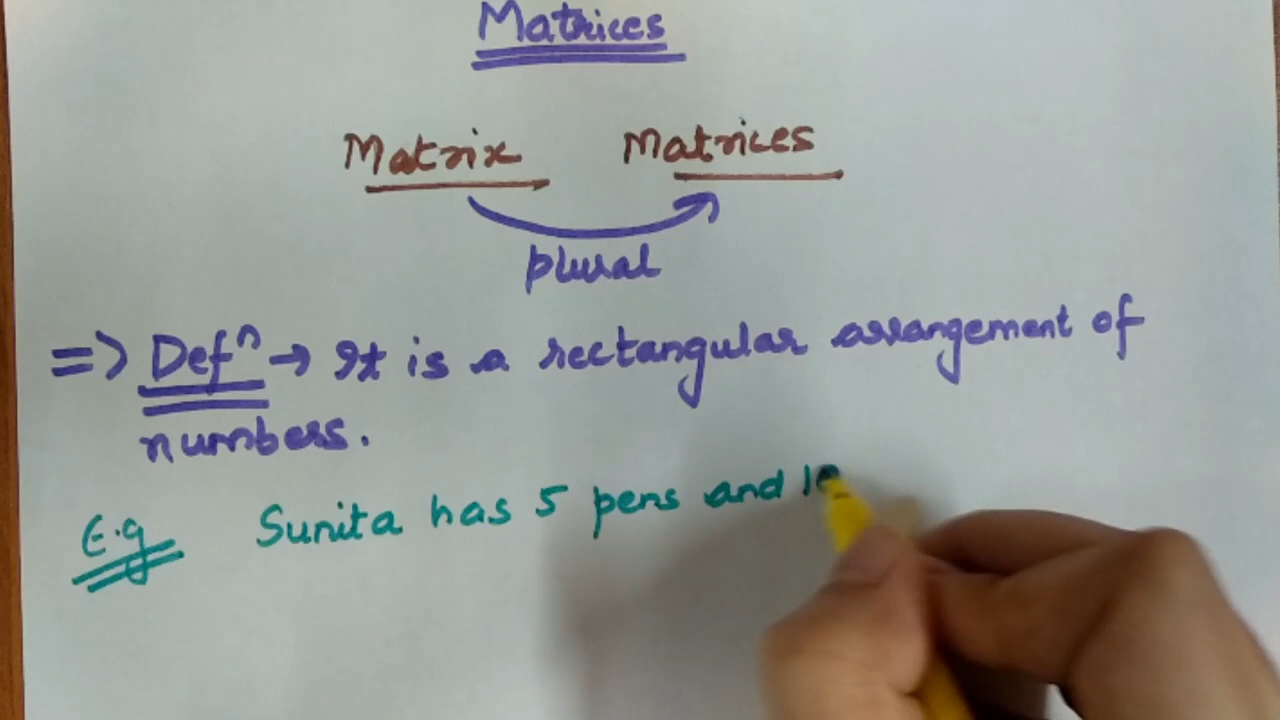 Matrices
Matrix Matrices
plural
=> Defⁿ → It is a rectangular arrangement of
numbers.
E.g Sunita has 5 pens and